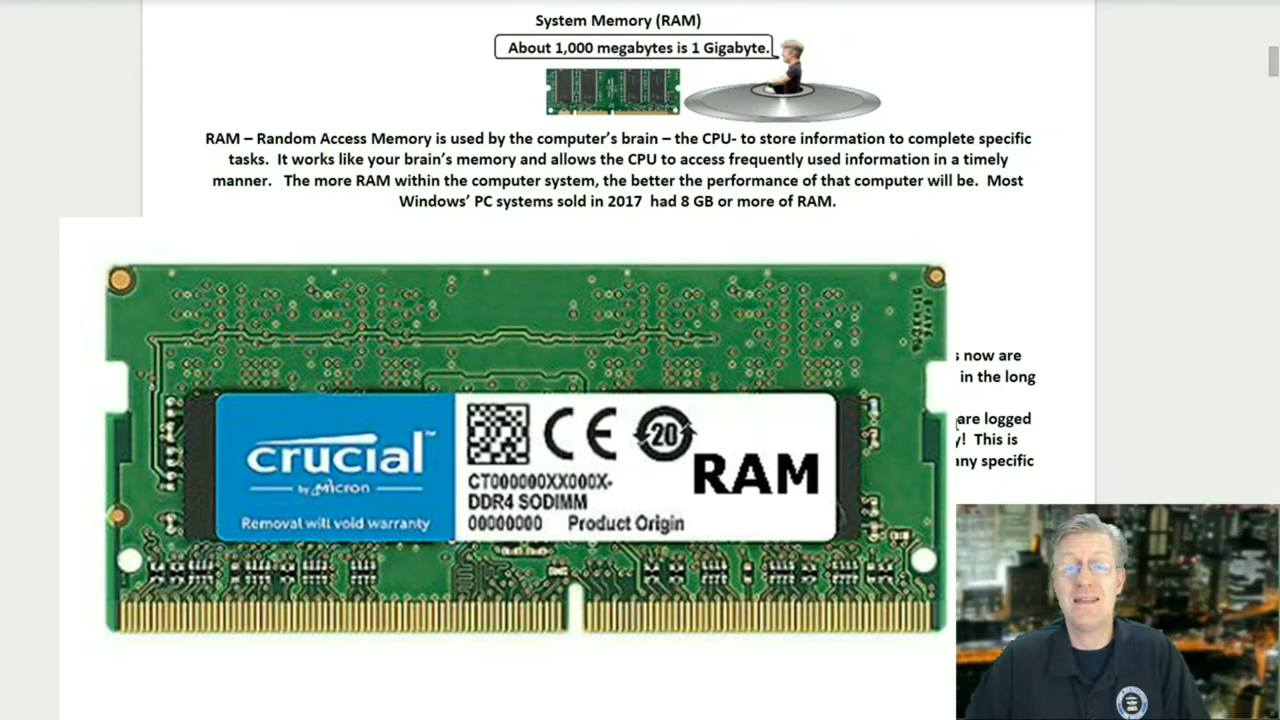 System Memory (RAM)
About 1,000 megabytes is 1 Gigabyte.
RAM – Random Access Memory is used by the computer's brain – the CPU- to store information to complete specific
tasks. It works like your brain's memory and allows the CPU to access frequently used information in a timely
manner. The more RAM within the computer system, the better the performance of that computer will be. Most
Windows' PC systems sold in 2017 had 8 GB or more of RAM.
s now are
in the long
are logged
y! This is
any specific
crucial™
by Micron
Removal will void warranty
CE 20
RAM
CT000000XX000X-
DDR4 SODIMM
00000000 Product Origin